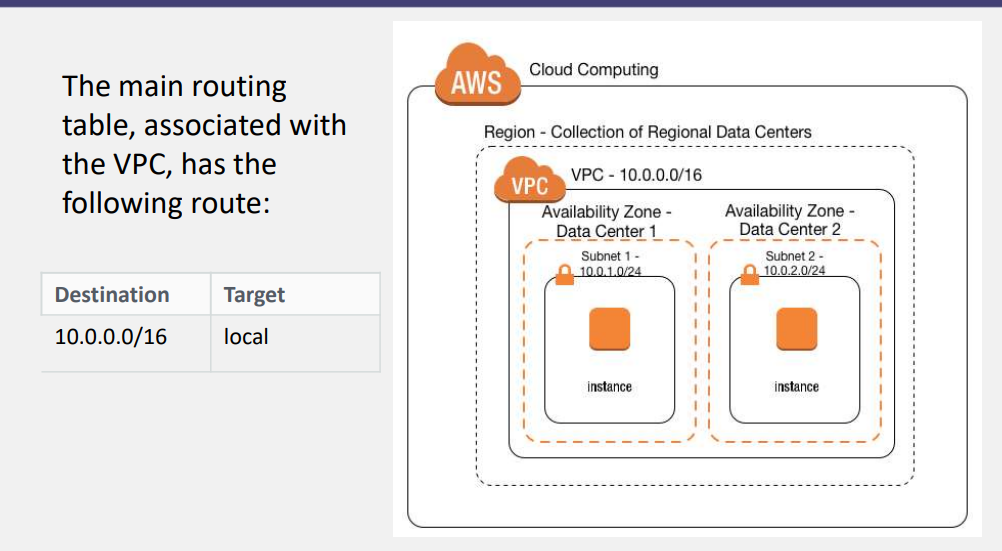 The main routing
table, associated with
the VPC, has the
following route:
Destination Target
10.0.0.0/16 local
AWS
Cloud Computing
Region - Collection of Regional Data Centers
VPC
VPC - 10.0.0.0/16
Availability Zone -
Data Center 1
Subnet 1 -
10.0.1.0/24
instance
Availability Zone -
Data Center 2
Subnet 2 -
10.0.2.0/24
instance